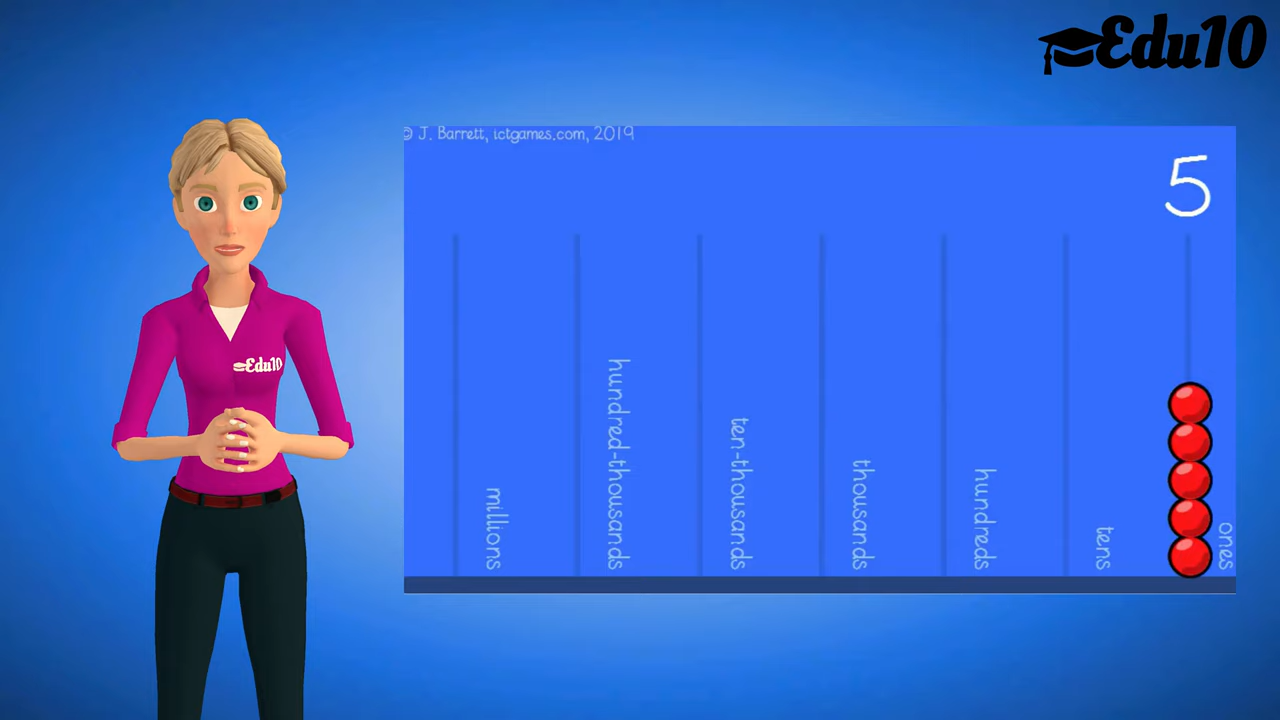 Edu10
© J. Barrett, ictgames.com, 2019
5
Edu10
millions
hundred-thousands
ten-thousands
thousands
hundreds
tens
ones